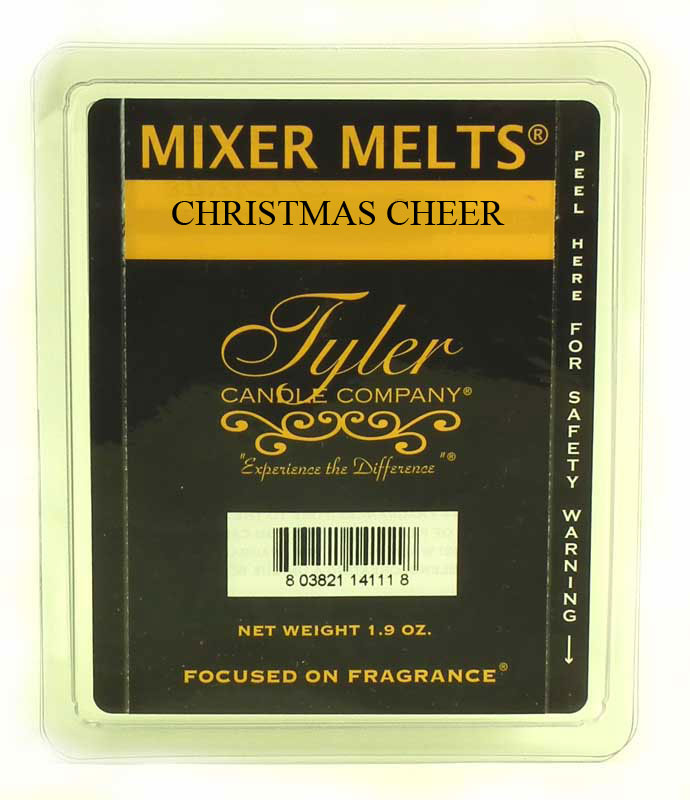 MIXER MELTS®
CHRISTMAS CHEER
Tyler
CANDLE COMPANY®
"Experience the Difference"®
8 03821 14111 8
NET WEIGHT 1.9 OZ.
FOCUSED ON FRAGRANCE®
PEEL HERE FOR SAFETY WARNING